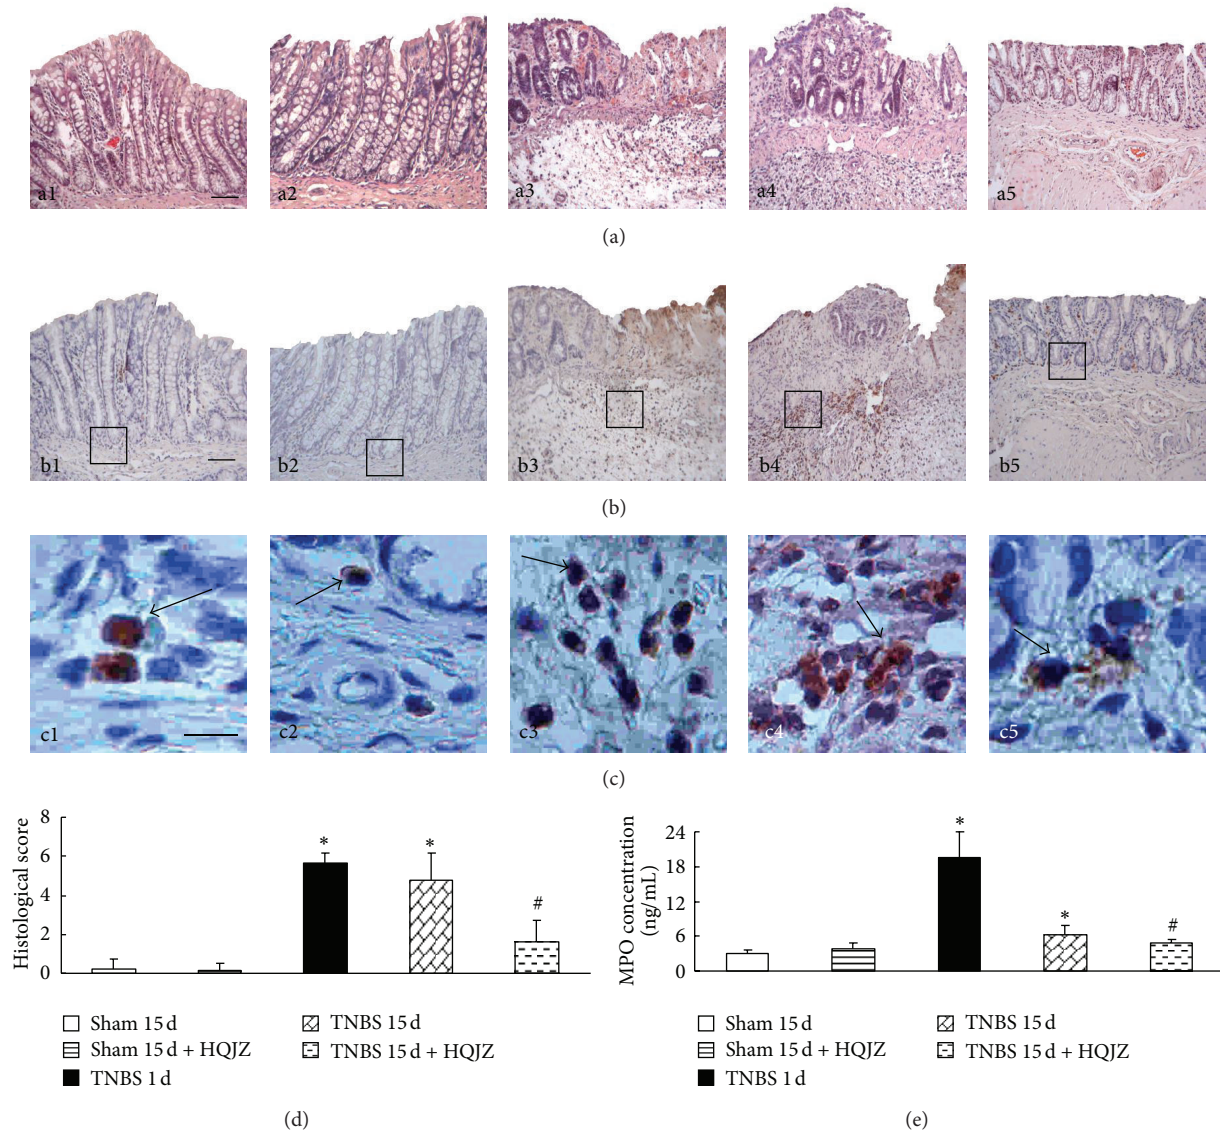 a1
a2
a3
a4
a5
(a)
b1
b2
b3
b4
b5
(b)
c1
c2
c3
c4
c5
(c)
Histological score
8
6
4
2
0
*
*
#
Sham 15 d
Sham 15 d + HQJZ
TNBS 1 d
TNBS 15 d
TNBS 15 d + HQJZ
(d)
MPO concentration
(ng/mL)
24
18
12
6
0
*
*
#
Sham 15 d
Sham 15 d + HQJZ
TNBS 1 d
TNBS 15 d
TNBS 15 d + HQJZ
(e)